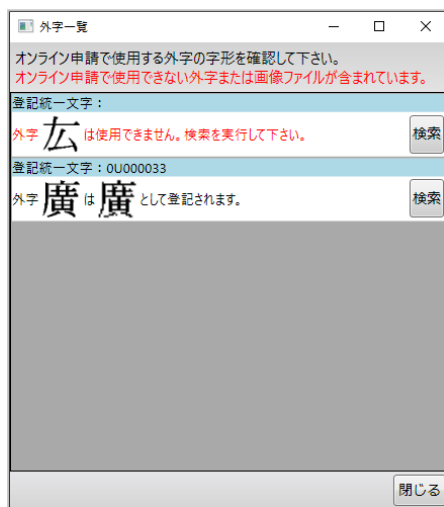 外字一覧
オンライン申請で使用する外字の字形を確認して下さい。
オンライン申請で使用できない外字または画像ファイルが含まれています。
登記統一文字：
外字 は使用できません。検索を実行して下さい。 検索
登記統一文字：0U000033
外字 廣 は 廣 として登記されます。 検索
閉じる